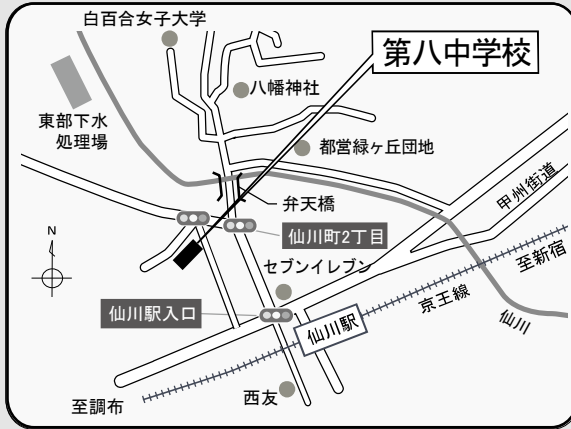 白百合女子大学
第八中学校
八幡神社
東部下水
処理場
都営緑ヶ丘団地
弁天橋
甲州街道
仙川町2丁目
N
セブンイレブン
至新宿
仙川駅入口
京王線
仙川
仙川駅
西友
至調布